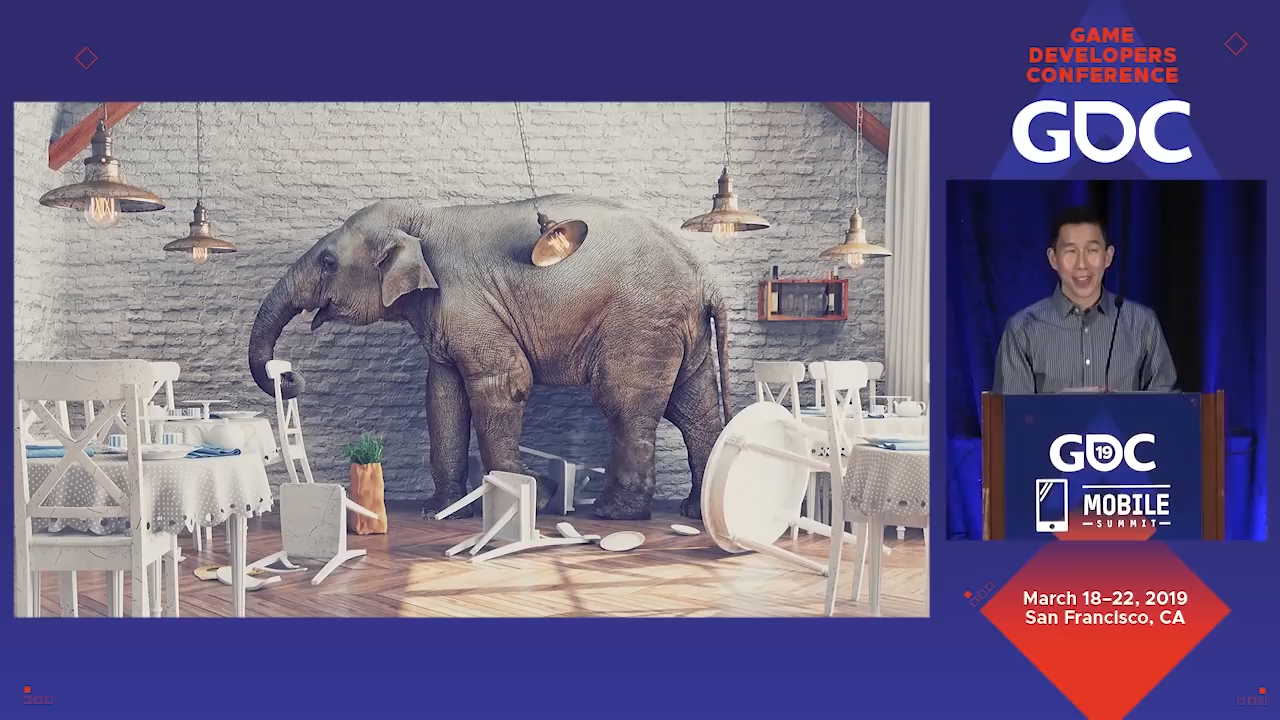 GAME
DEVELOPERS
CONFERENCE
GDC
GDC
19
MOBILE
SUMMIT
March 18–22, 2019
San Francisco, CA